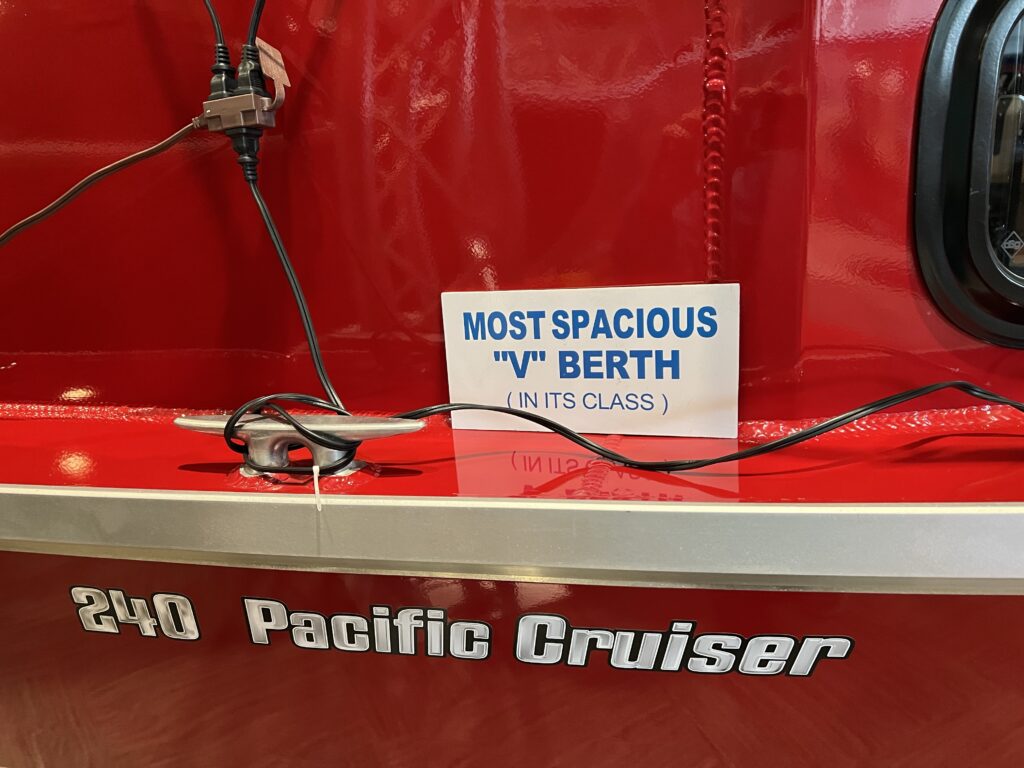 MOST SPACIOUS
"V" BERTH
( IN ITS CLASS )
240 Pacific Cruiser